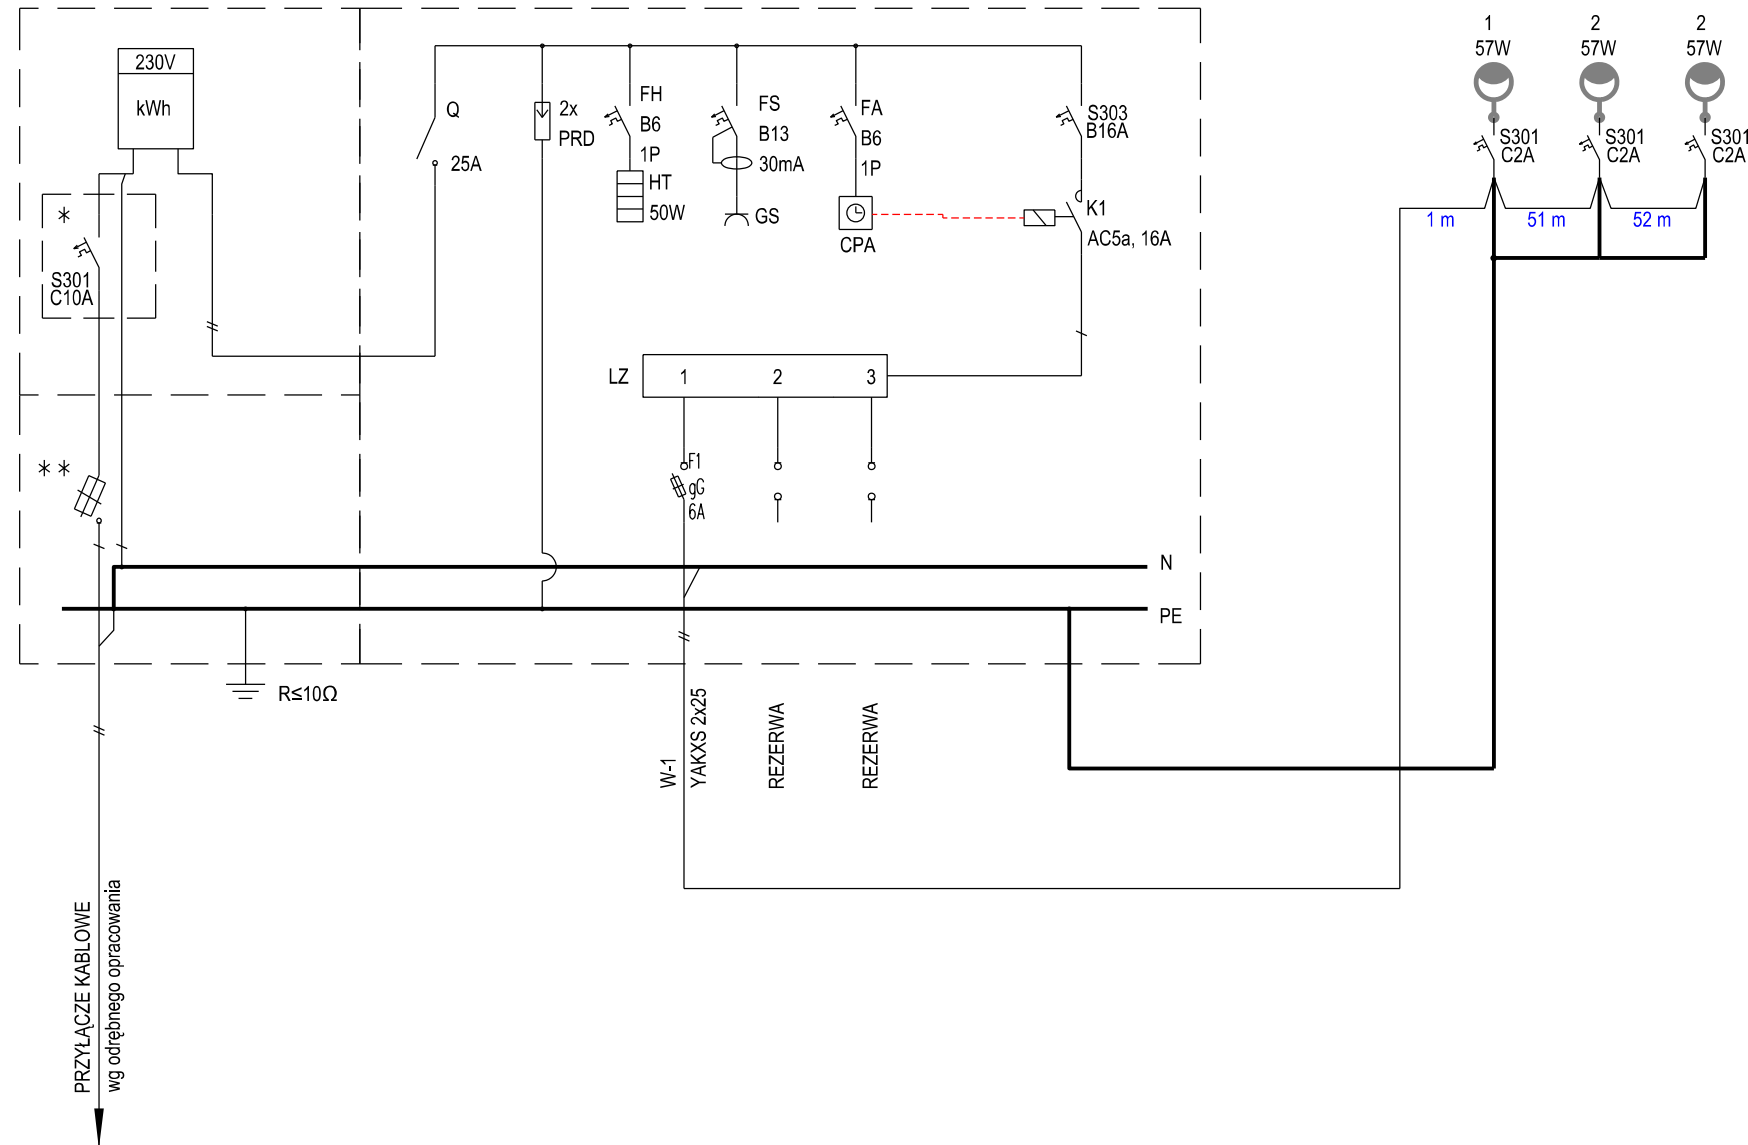 230V
kWh
*
S301
C10A
**
Q
25A
2x
PRD
FH
B6
1P
HT
50W
FS
B13
30mA
GS
FA
B6
1P
CPA
S303
B16A
K1
AC5a, 16A
LZ
1
2
3
F1
gG
6A
N
PE
R≤10Ω
W-1
YAKXS 2x25
REZERWA
REZERWA
PRZYŁĄCZE KABLOWE
wg odrębnego opracowania
1
57W
S301
C2A
2
57W
S301
C2A
2
57W
S301
C2A
1 m
51 m
52 m